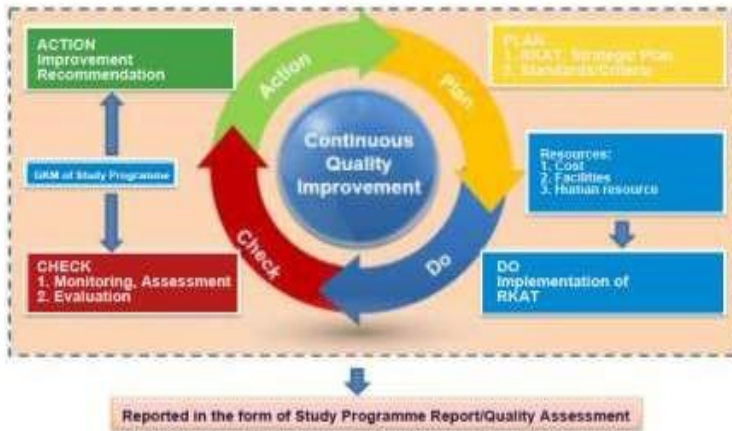 ACTION
Improvement
Recommendation
GKM of Study Programme
CHECK
1. Monitoring, Assessment
2. Evaluation
Action
Plan
Do
Check
Continuous
Quality
Improvement
PLAN
1. RKAT, Strategic Plan
2. Standards/Criteria
Resources:
1. Cost
2. Facilities
3. Human resource
DO
Implementation of
RKAT
Reported in the form of Study Programme Report/Quality Assessment